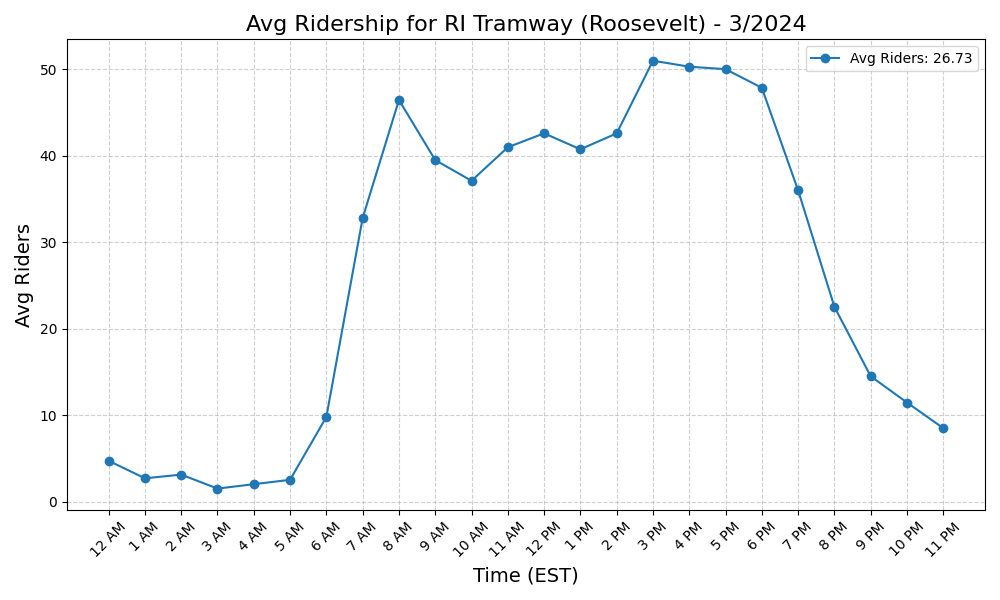 Avg Ridership for RI Tramway (Roosevelt) - 3/2024
Avg Riders: 26.73
Avg Riders
50
40
30
20
10
0
12 AM
1 AM
2 AM
3 AM
4 AM
5 AM
6 AM
7 AM
8 AM
9 AM
10 AM
11 AM
12 PM
1 PM
2 PM
3 PM
4 PM
5 PM
6 PM
7 PM
8 PM
9 PM
10 PM
11 PM
Time (EST)